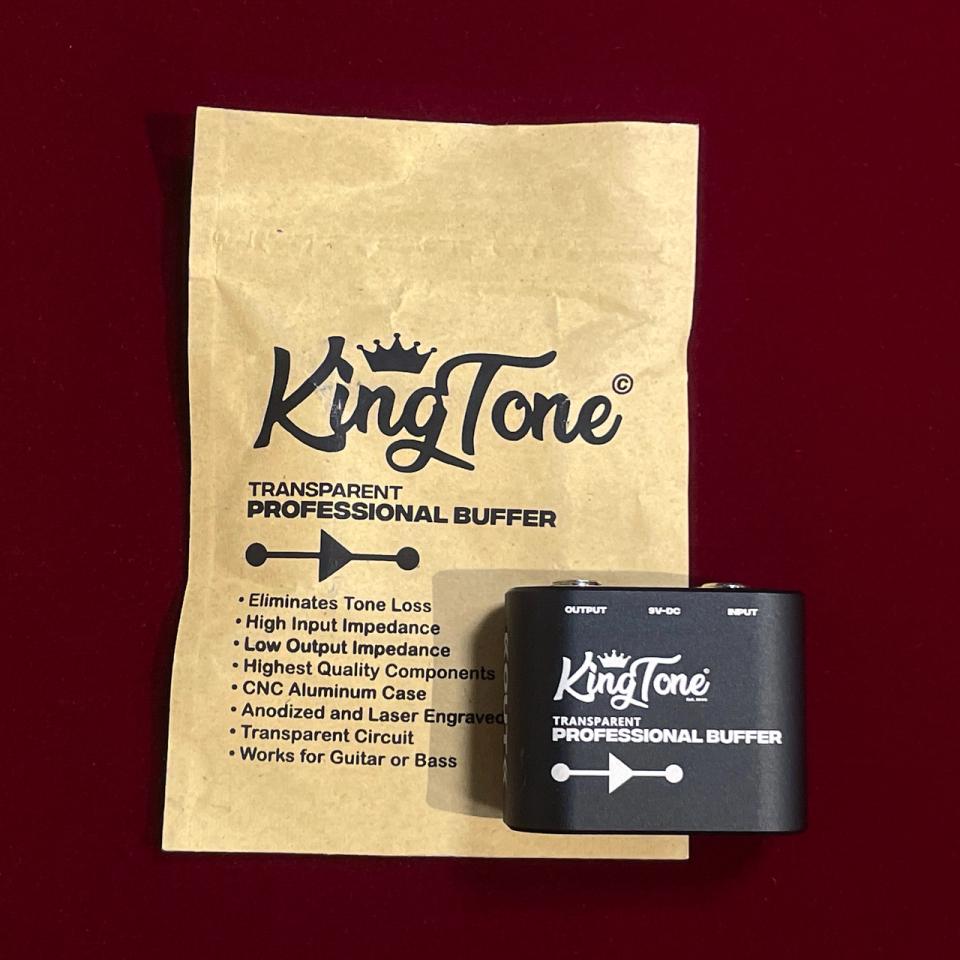 KingTone©
TRANSPARENT
PROFESSIONAL BUFFER
• Eliminates Tone Loss
• High Input Impedance
• Low Output Impedance
• Highest Quality Components
• CNC Aluminum Case
• Anodized and Laser Engraved
• Transparent Circuit
• Works for Guitar or Bass
OUTPUT 9V-DC INPUT
KingTone
TRANSPARENT
PROFESSIONAL BUFFER